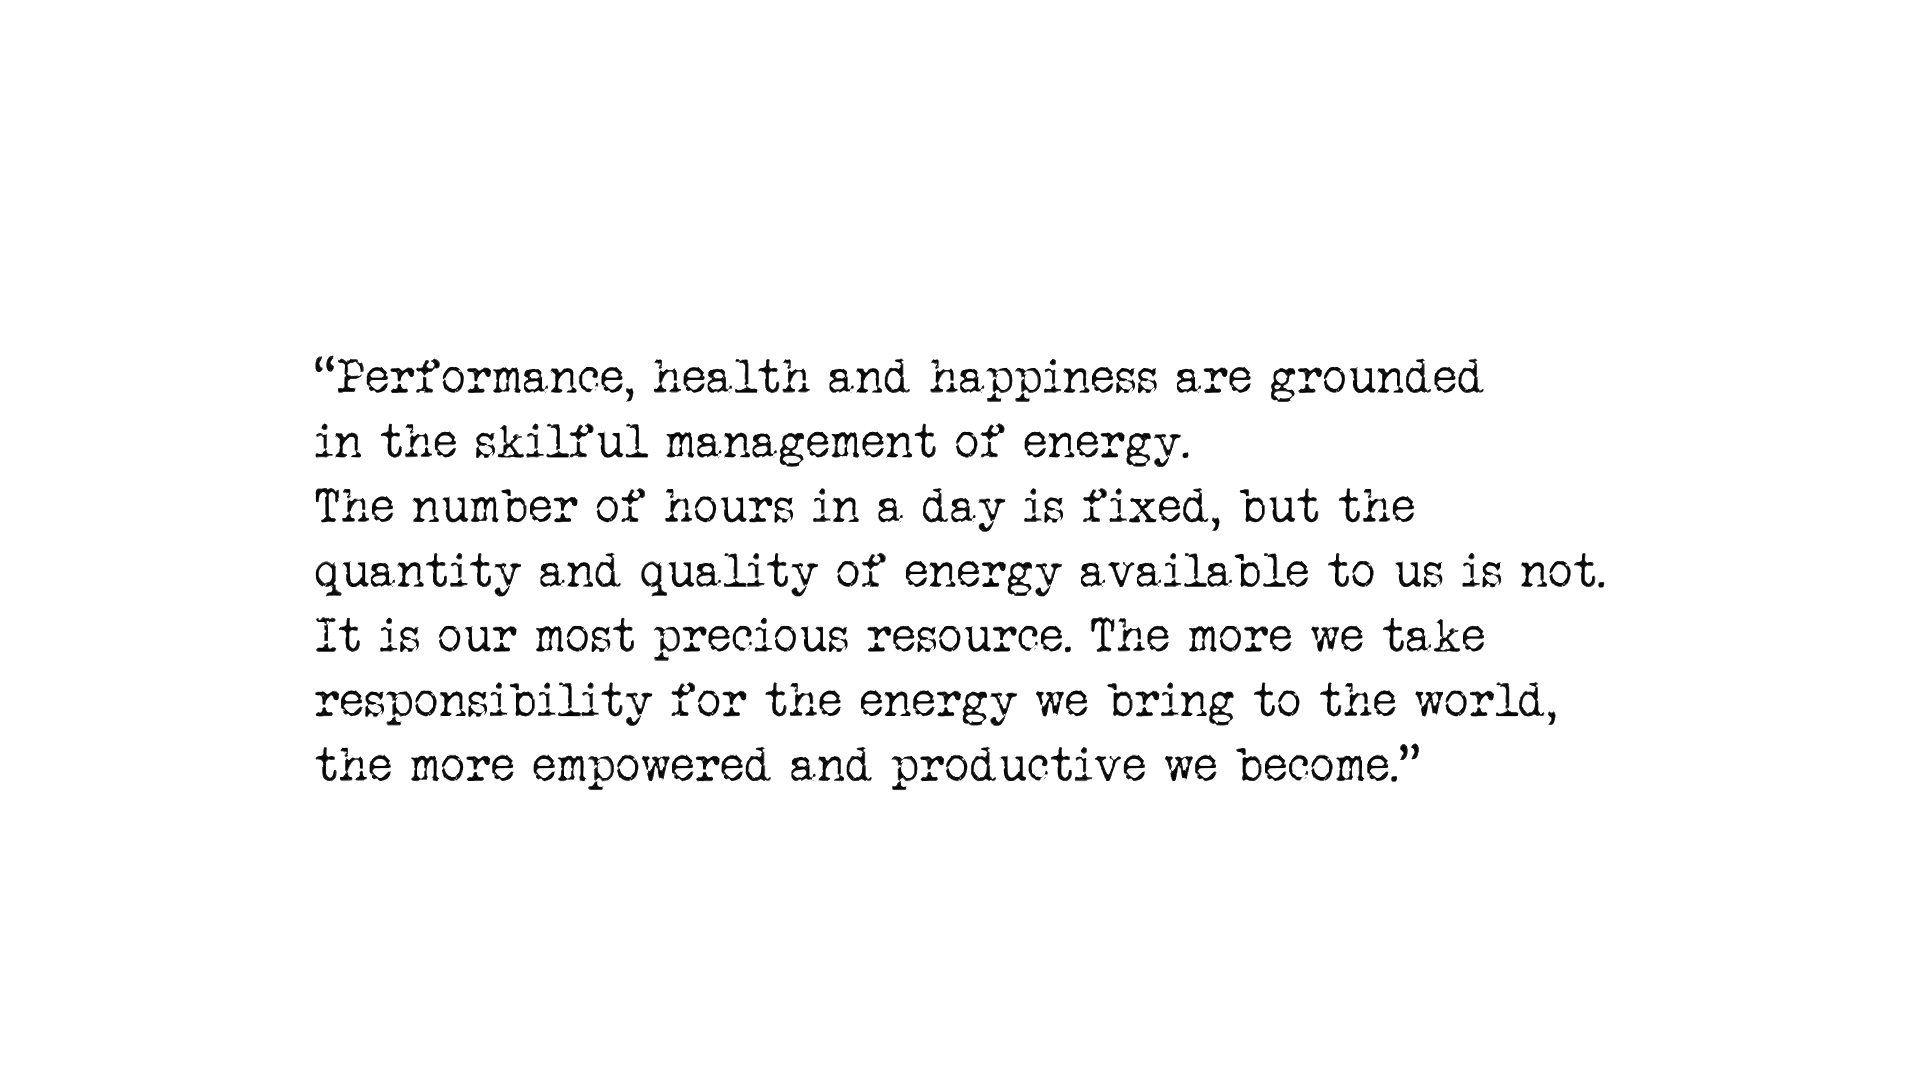 “Performance, health and happiness are grounded
in the skilful management of energy.
The number of hours in a day is fixed, but the
quantity and quality of energy available to us is not.
It is our most precious resource. The more we take
responsibility for the energy we bring to the world,
the more empowered and productive we become.”